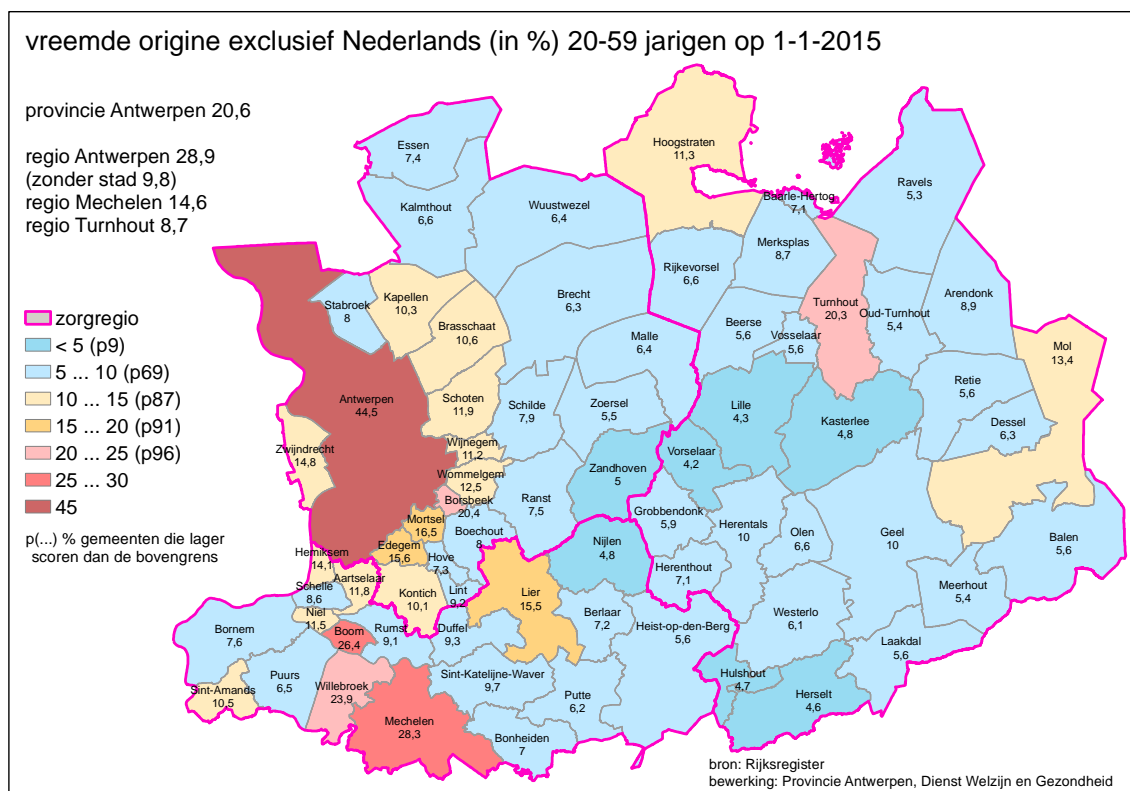 vreemde origine exclusief Nederlands (in %) 20-59 jarigen op 1-1-2015
provincie Antwerpen 20,6
regio Antwerpen 28,9
(zonder stad 9,8)
regio Mechelen 14,6
regio Turnhout 8,7
zorgregio
< 5 (p9)
5 ... 10 (p69)
10 ... 15 (p87)
15 ... 20 (p91)
20 ... 25 (p96)
25 ... 30
45
p(...) % gemeenten die lager
scoren dan de bovengrens
Essen
7,4
Kalmthout
6,6
Wuustwezel
6,4
Hoogstraten
11,3
Baarle-Hertog
7,1
Ravels
5,3
Merksplas
8,7
Rijkevorsel
6,6
Stabroek
8
Kapellen
10,3
Brasschaat
10,6
Brecht
6,3
Malle
6,4
Beerse
5,6
Vosselaar
5,6
Turnhout
20,3
Oud-Turnhout
5,4
Arendonk
8,9
Mol
13,4
Retie
5,6
Dessel
6,3
Antwerpen
44,5
Schoten
11,9
Schilde
7,9
Zoersel
5,5
Lille
4,3
Kasterlee
4,8
Zwijndrecht
14,8
Wijnegem
11,2
Wommelgem
12,5
Borsbeek
20,4
Zandhoven
5
Vorselaar
4,2
Ranst
7,5
Grobbendonk
5,9
Herentals
10
Olen
6,6
Geel
10
Balen
5,6
Mortsel
16,5
Boechout
8
Edegem
15,6
Hove
7,3
Nijlen
4,8
Herenthout
7,1
Hemiksem
14,1
Aartselaar
11,8
Schelle
8,6
Kontich
10,1
Lint
9,2
Lier
15,5
Meerhout
5,4
Niel
11,5
Boom
26,4
Rumst
9,1
Duffel
9,3
Berlaar
7,2
Heist-op-den-Berg
5,6
Westerlo
6,1
Laakdal
5,6
Bornem
7,6
Puurs
6,5
Sint-Amands
10,5
Willebroek
23,9
Sint-Katelijne-Waver
9,7
Putte
6,2
Hulshout
4,7
Herselt
4,6
Mechelen
28,3
Bonheiden
7
bron: Rijksregister
bewerking: Provincie Antwerpen, Dienst Welzijn en Gezondheid